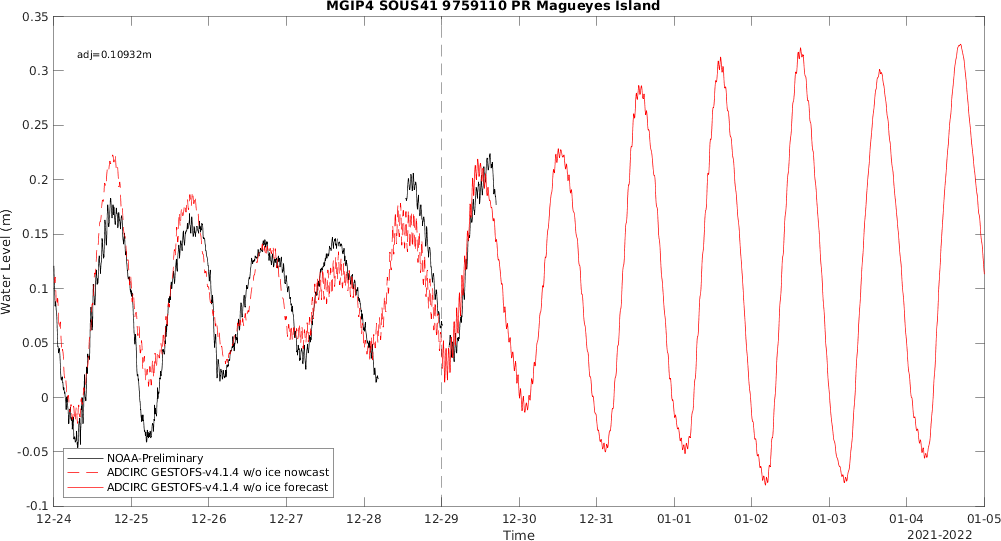 MGIP4 SOUS41 9759110 PR Magueyes Island
adj=0.10932m
0.35
0.3
0.25
0.2
0.15
0.1
0.05
0
-0.05
-0.1
Water Level (m)
NOAA-Preliminary
ADCIRC GESTOFS-v4.1.4 w/o ice nowcast
ADCIRC GESTOFS-v4.1.4 w/o ice forecast
12-24 12-25 12-26 12-27 12-28 12-29 12-30 12-31 01-01 01-02 01-03 01-04 01-05
Time
2021-2022